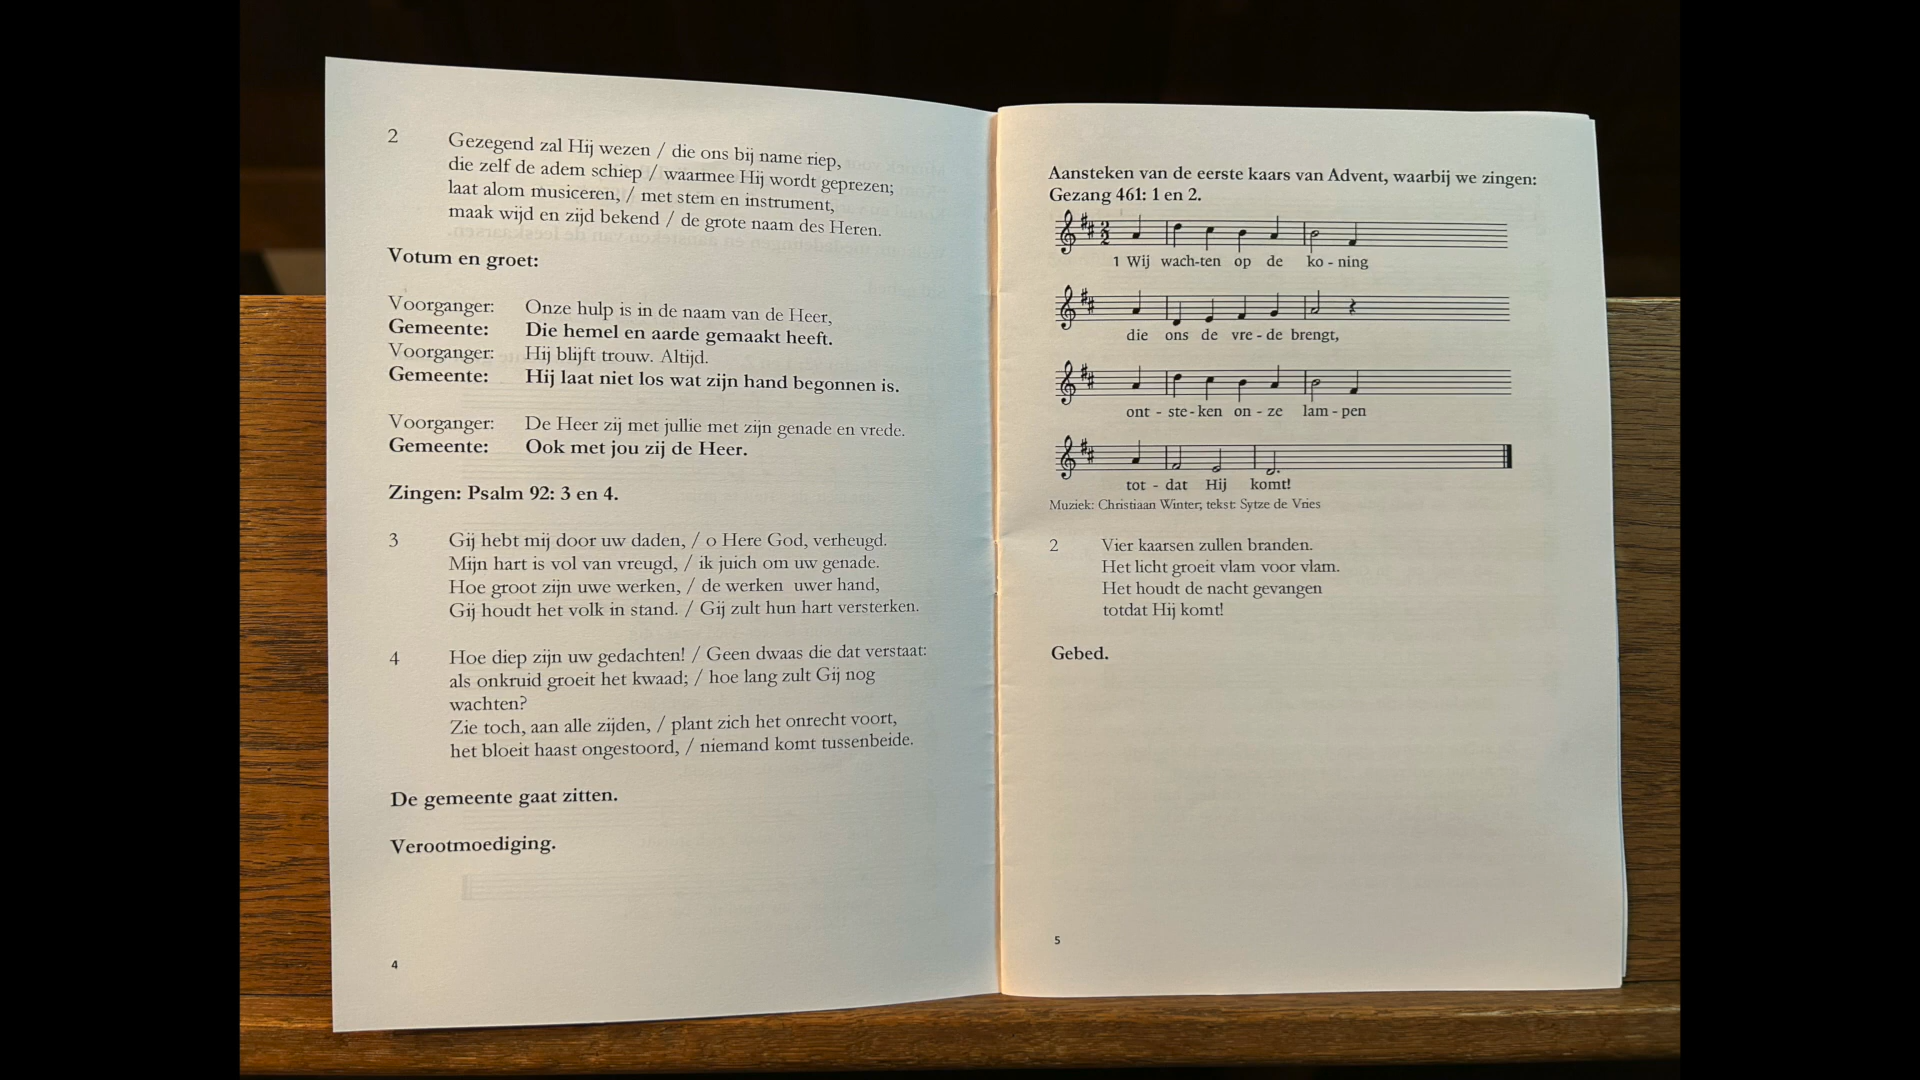 2 Gezegend zal Hij wezen / die ons bij name riep,
die zelf de adem schiep / waarmee Hij wordt geprezen;
laat alom musiceren, / met stem en instrument,
maak wijd en zijd bekend / de grote naam des Heren.
Votum en groet:
Voorganger: Onze hulp is in de naam van de Heer,
Gemeente: Die hemel en aarde gemaakt heeft.
Voorganger: Hij blijft trouw. Altijd.
Gemeente: Hij laat niet los wat zijn hand begonnen is.
Voorganger: De Heer zij met jullie met zijn genade en vrede.
Gemeente: Ook met jou zij de Heer.
Zingen: Psalm 92: 3 en 4.
3 Gij hebt mij door uw daden, / o Here God, verheugd.
Mijn hart is vol van vreugd, / ik juich om uw genade.
Hoe groot zijn uwe werken, / de werken uwer hand,
Gij houdt het volk in stand. / Gij zult hun hart versterken.
4 Hoe diep zijn uw gedachten! / Geen dwaas die dat verstaat:
als onkruid groeit het kwaad; / hoe lang zult Gij nog
wachten?
Zie toch, aan alle zijden, / plant zich het onrecht voort,
het bloeit haast ongestoord, / niemand komt tussenbeide.
De gemeente gaat zitten.
Verootmoediging.
4
Aansteken van de eerste kaars van Advent, waarbij we zingen:
Gezang 461: 1 en 2.
1 Wij wach-ten op de ko - ning
die ons de vre - de brengt,
ont - ste - ken on - ze lam - pen
tot - dat Hij komt!
Muziek: Christiaan Winter; tekst: Sytze de Vries
2 Vier kaarsen zullen branden.
Het licht groeit vlam voor vlam.
Het houdt de nacht gevangen
totdat Hij komt!
Gebed.
5